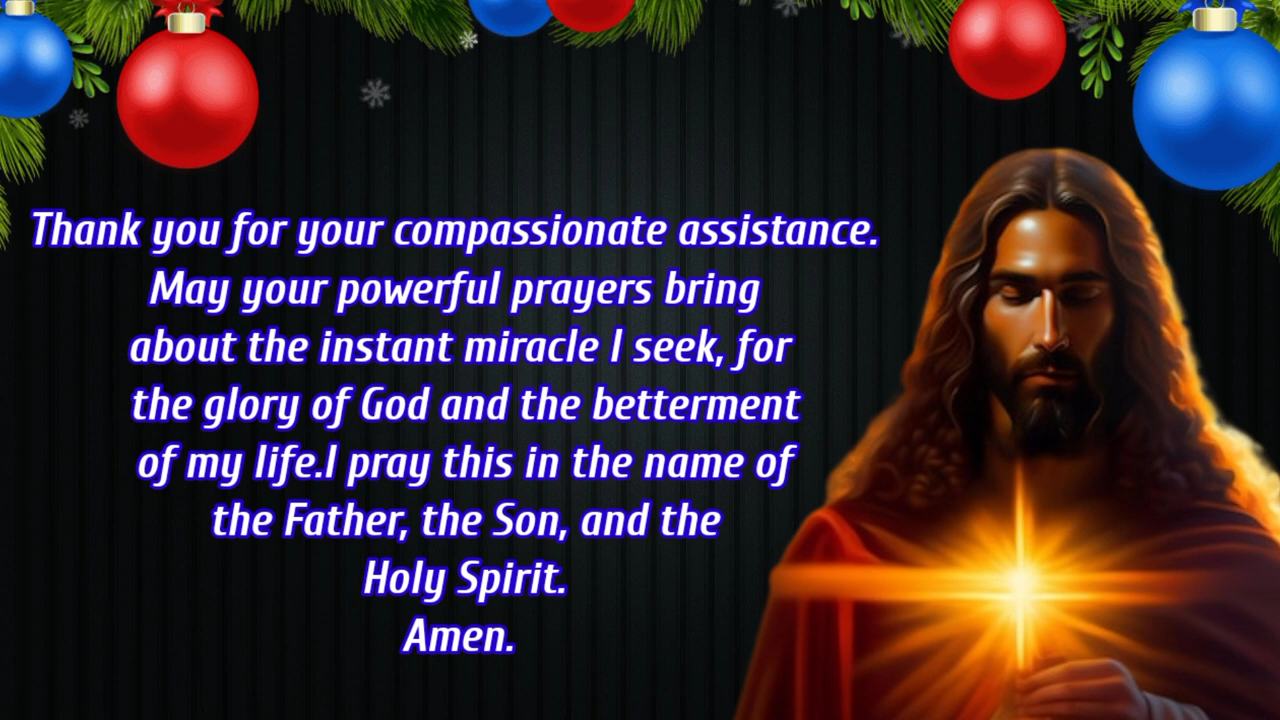 Thank you for your compassionate assistance.
May your powerful prayers bring
about the instant miracle I seek, for
the glory of God and the betterment
of my life.I pray this in the name of
the Father, the Son, and the
Holy Spirit.
Amen.